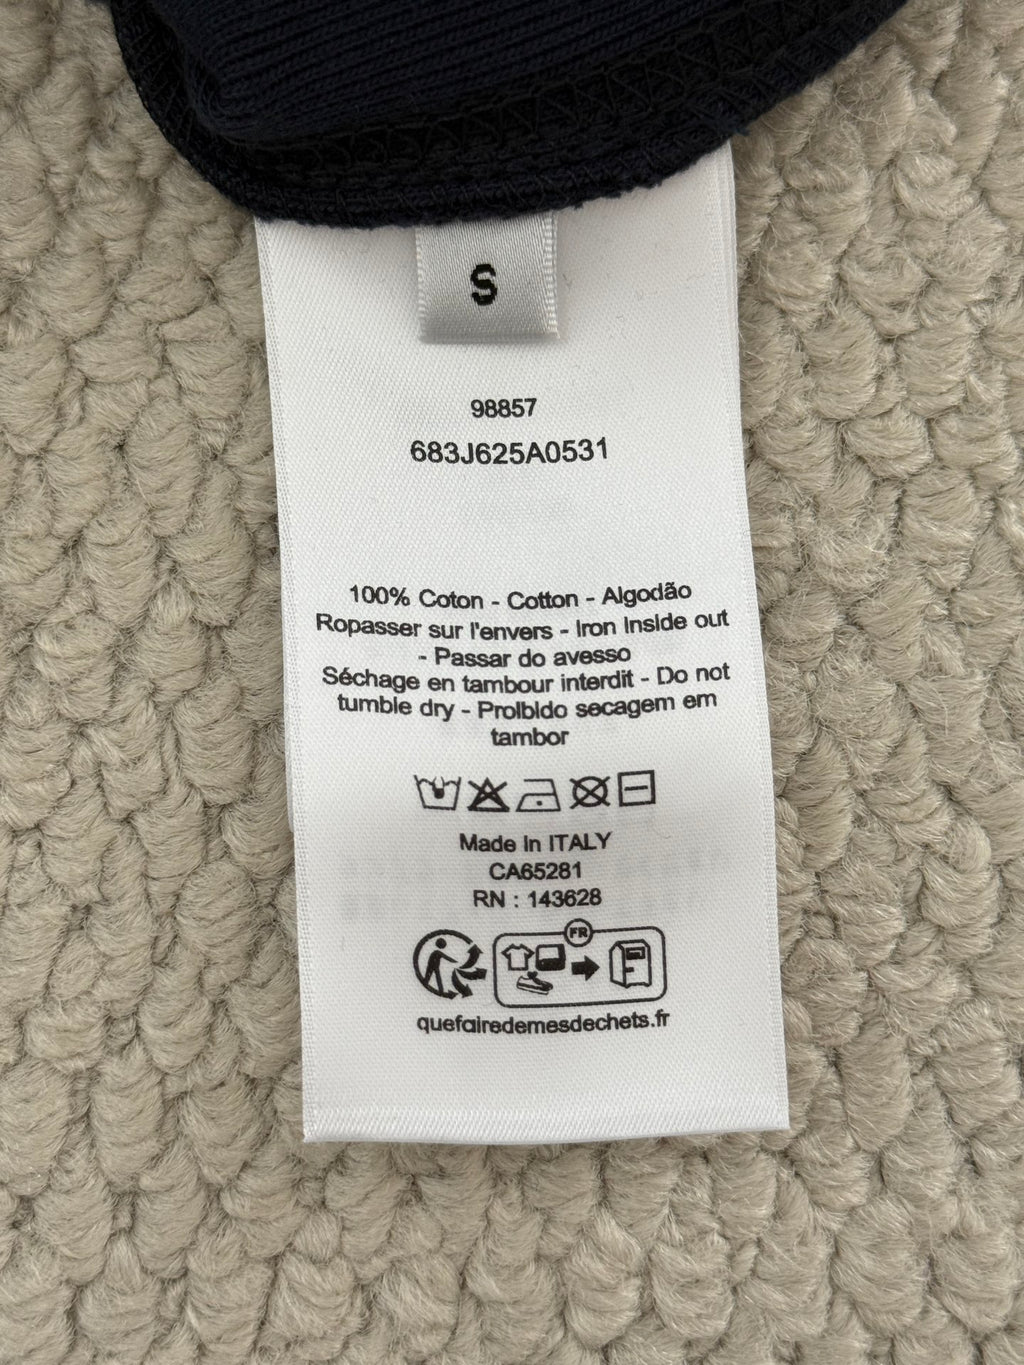 S
98857
683J625A0531
100% Coton - Cotton - Algodão
Ropasser sur l'envers - Iron Inside out
- Passar do avesso
Séchage en tambour interdit - Do not
tumble dry - Proibido secagem em
tambor
Made in ITALY
CA65281
RN : 143628
FR
quefairedemesdechets.fr